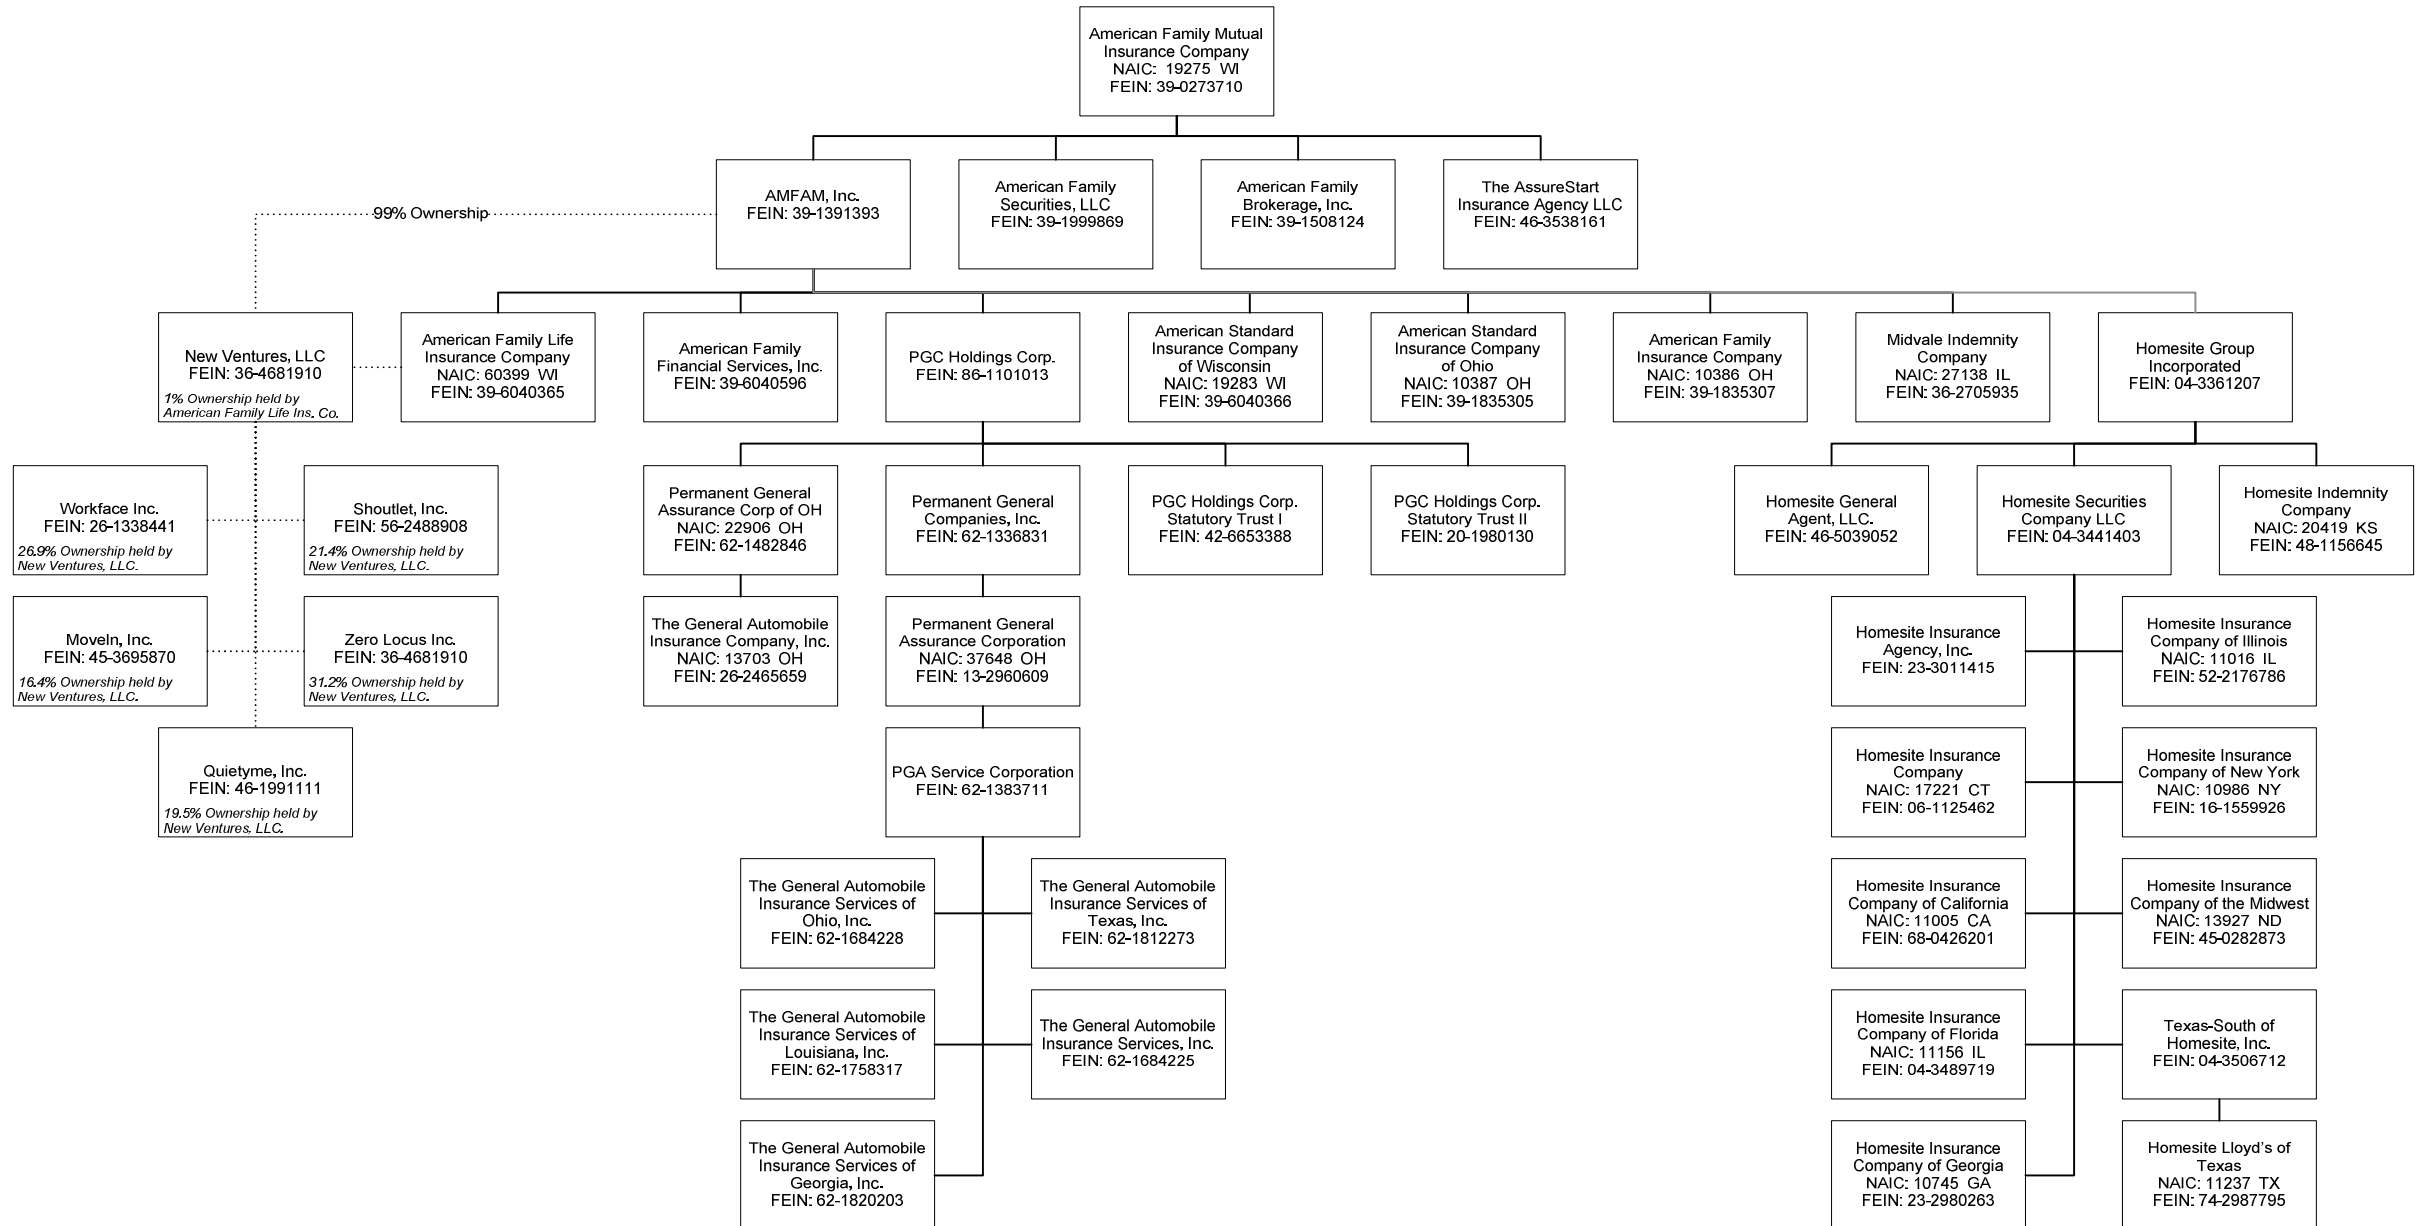 American Family Mutual
Insurance Company
NAIC: 19275 WI
FEIN: 39-0273710
AMFAM, Inc.
FEIN: 39-1391393
American Family
Securities, LLC
FEIN: 39-1999869
American Family
Brokerage, Inc.
FEIN: 39-1508124
The AssureStart
Insurance Agency LLC
FEIN: 46-3538161
99% Ownership
New Ventures, LLC
FEIN: 36-4681910
1% Ownership held by
American Family Life Ins. Co.
American Family Life
Insurance Company
NAIC: 60399 WI
FEIN: 39-6040365
American Family
Financial Services, Inc.
FEIN: 39-6040596
PGC Holdings Corp.
FEIN: 86-1101013
American Standard
Insurance Company
of Wisconsin
NAIC: 19283 WI
FEIN: 39-6040366
American Standard
Insurance Company
of Ohio
NAIC: 10387 OH
FEIN: 39-1835305
American Family
Insurance Company
NAIC: 10386 OH
FEIN: 39-1835307
Midvale Indemnity
Company
NAIC: 27138 IL
FEIN: 36-2705935
Homesite Group
Incorporated
FEIN: 04-3361207
Workface Inc.
FEIN: 26-1338441
26.9% Ownership held by
New Ventures, LLC.
Shoutlet, Inc.
FEIN: 56-2488908
21.4% Ownership held by
New Ventures, LLC.
Permanent General
Assurance Corp of OH
NAIC: 22906 OH
FEIN: 62-1482846
Permanent General
Companies, Inc.
FEIN: 62-1336831
PGC Holdings Corp.
Statutory Trust I
FEIN: 42-6653388
PGC Holdings Corp.
Statutory Trust II
FEIN: 20-1980130
Homesite General
Agent, LLC.
FEIN: 46-5039052
Homesite Securities
Company LLC
FEIN: 04-3441403
Homesite Indemnity
Company
NAIC: 20419 KS
FEIN: 48-1156645
MoveIn, Inc.
FEIN: 45-3695870
16.4% Ownership held by
New Ventures, LLC.
Zero Locus Inc.
FEIN: 36-4681910
31.2% Ownership held by
New Ventures, LLC.
The General Automobile
Insurance Company, Inc.
NAIC: 13703 OH
FEIN: 26-2465659
Permanent General
Assurance Corporation
NAIC: 37648 OH
FEIN: 13-2960609
Homesite Insurance
Agency, Inc.
FEIN: 23-3011415
Homesite Insurance
Company of Illinois
NAIC: 11016 IL
FEIN: 52-2176786
Quietyme, Inc.
FEIN: 46-1991111
19.5% Ownership held by
New Ventures, LLC.
PGA Service Corporation
FEIN: 62-1383711
Homesite Insurance
Company
NAIC: 17221 CT
FEIN: 06-1125462
Homesite Insurance
Company of New York
NAIC: 10986 NY
FEIN: 16-1559926
The General Automobile
Insurance Services of
Ohio, Inc.
FEIN: 62-1684228
The General Automobile
Insurance Services of
Texas, Inc.
FEIN: 62-1812273
Homesite Insurance
Company of California
NAIC: 11005 CA
FEIN: 68-0426201
Homesite Insurance
Company of the Midwest
NAIC: 13927 ND
FEIN: 45-0282873
The General Automobile
Insurance Services of
Louisiana, Inc.
FEIN: 62-1758317
The General Automobile
Insurance Services, Inc.
FEIN: 62-1684225
Homesite Insurance
Company of Florida
NAIC: 11156 IL
FEIN: 04-3489719
Texas-South of
Homesite, Inc.
FEIN: 04-3506712
The General Automobile
Insurance Services of
Georgia, Inc.
FEIN: 62-1820203
Homesite Insurance
Company of Georgia
NAIC: 10745 GA
FEIN: 23-2980263
Homesite Lloyd's of
Texas
NAIC: 11237 TX
FEIN: 74-2987795